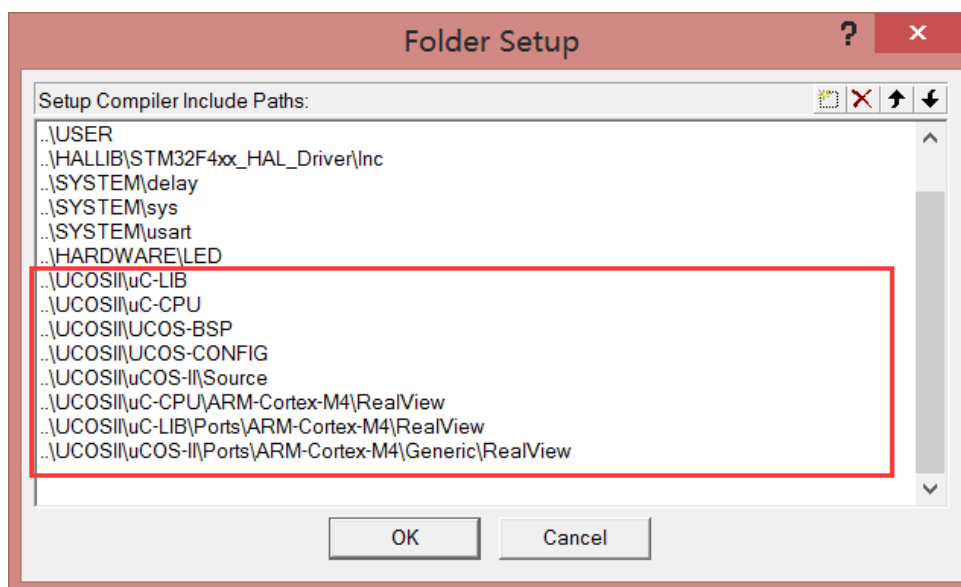 Folder Setup
?
Setup Compiler Include Paths:
..\USER
..\HALLIB\STM32F4xx_HAL_Driver\Inc
..\SYSTEM\delay
..\SYSTEM\sys
..\SYSTEM\usart
..\HARDWARE\LED
..\UCOSII\uC-LIB
..\UCOSII\uC-CPU
..\UCOSII\UCOS-BSP
..\UCOSII\UCOS-CONFIG
..\UCOSII\uCOS-II\Source
..\UCOSII\uC-CPU\ARM-Cortex-M4\RealView
..\UCOSII\uC-LIB\Ports\ARM-Cortex-M4\RealView
..\UCOSII\uCOS-II\Ports\ARM-Cortex-M4\Generic\RealView
OK
Cancel